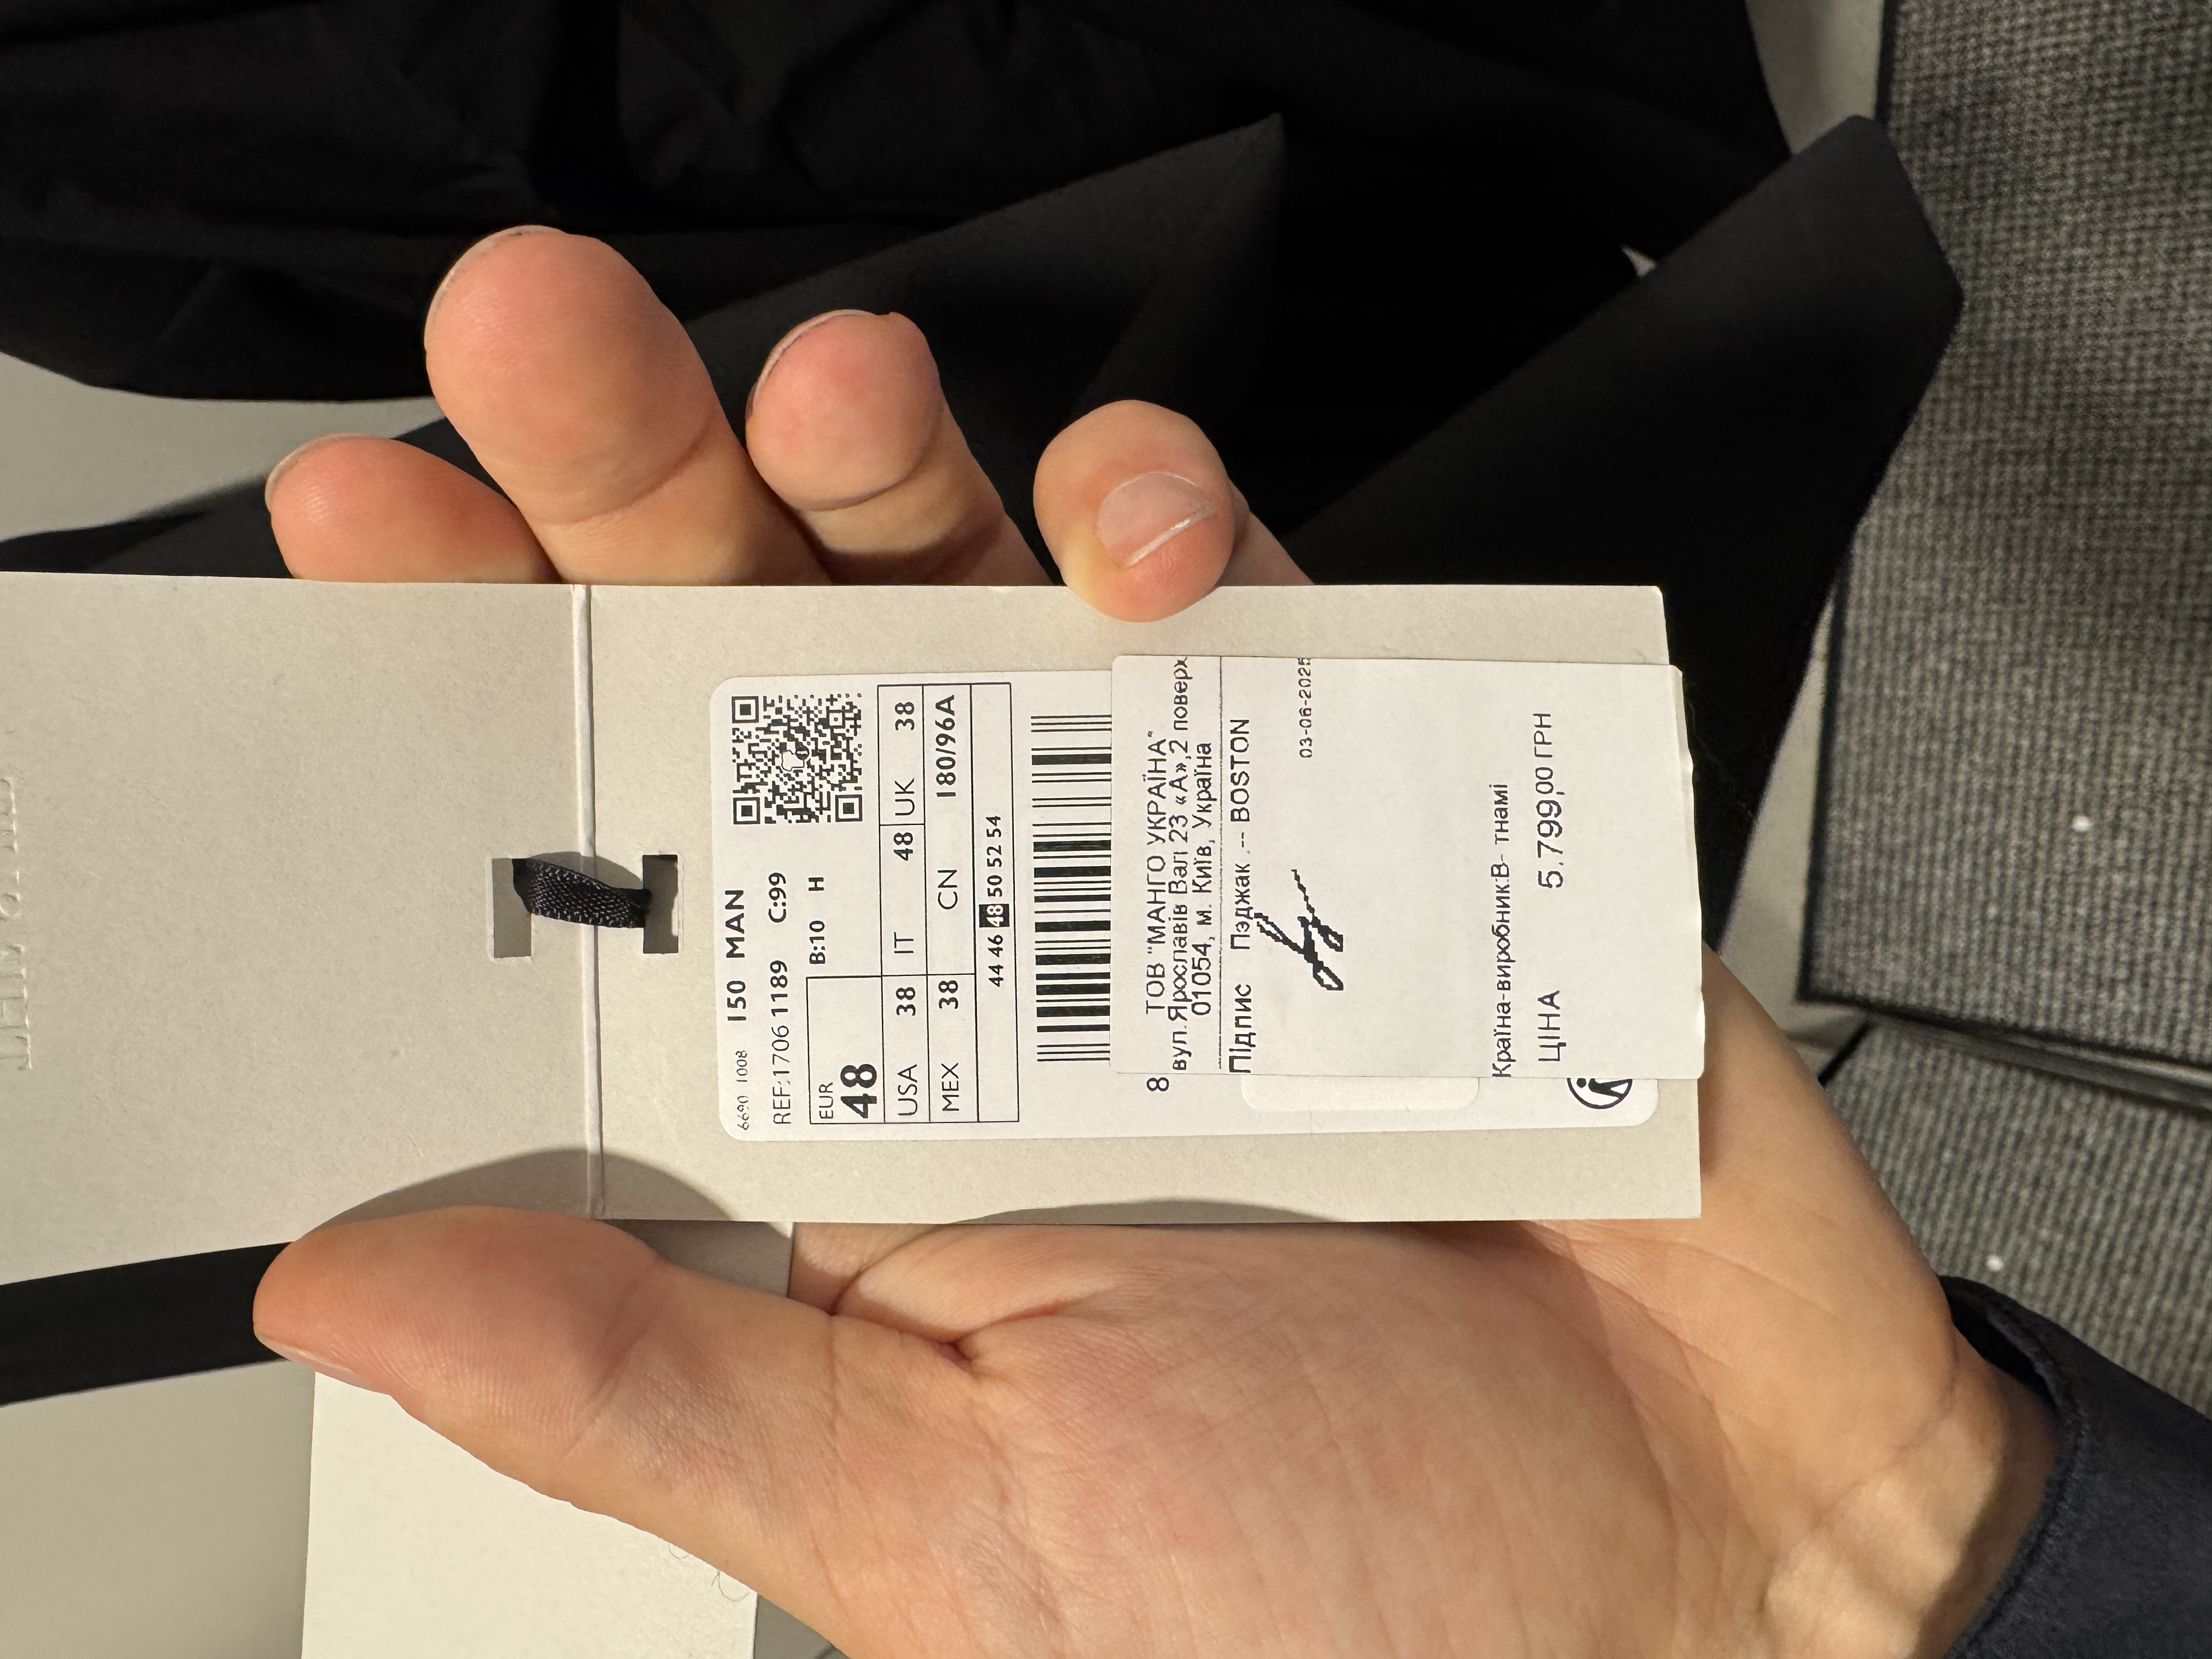 6690 1008 150 MAN
REF:1706 1189 C:99
B:10 H
EUR
48
USA 38 IT 48 UK 38
MEX 38 CN 180/96A
44 46 48 50 52 54
8
ТОВ "МАНГО УКРАЇНА"
вул.Ярославів Вал 23 «А»,2 поверх
01054, м. Київ, Україна
Підпис Пэджак .-- BOSTON
03-06-2025
Країна-виробник:В- тнамі
ЦІНА 5.799,00 ГРН